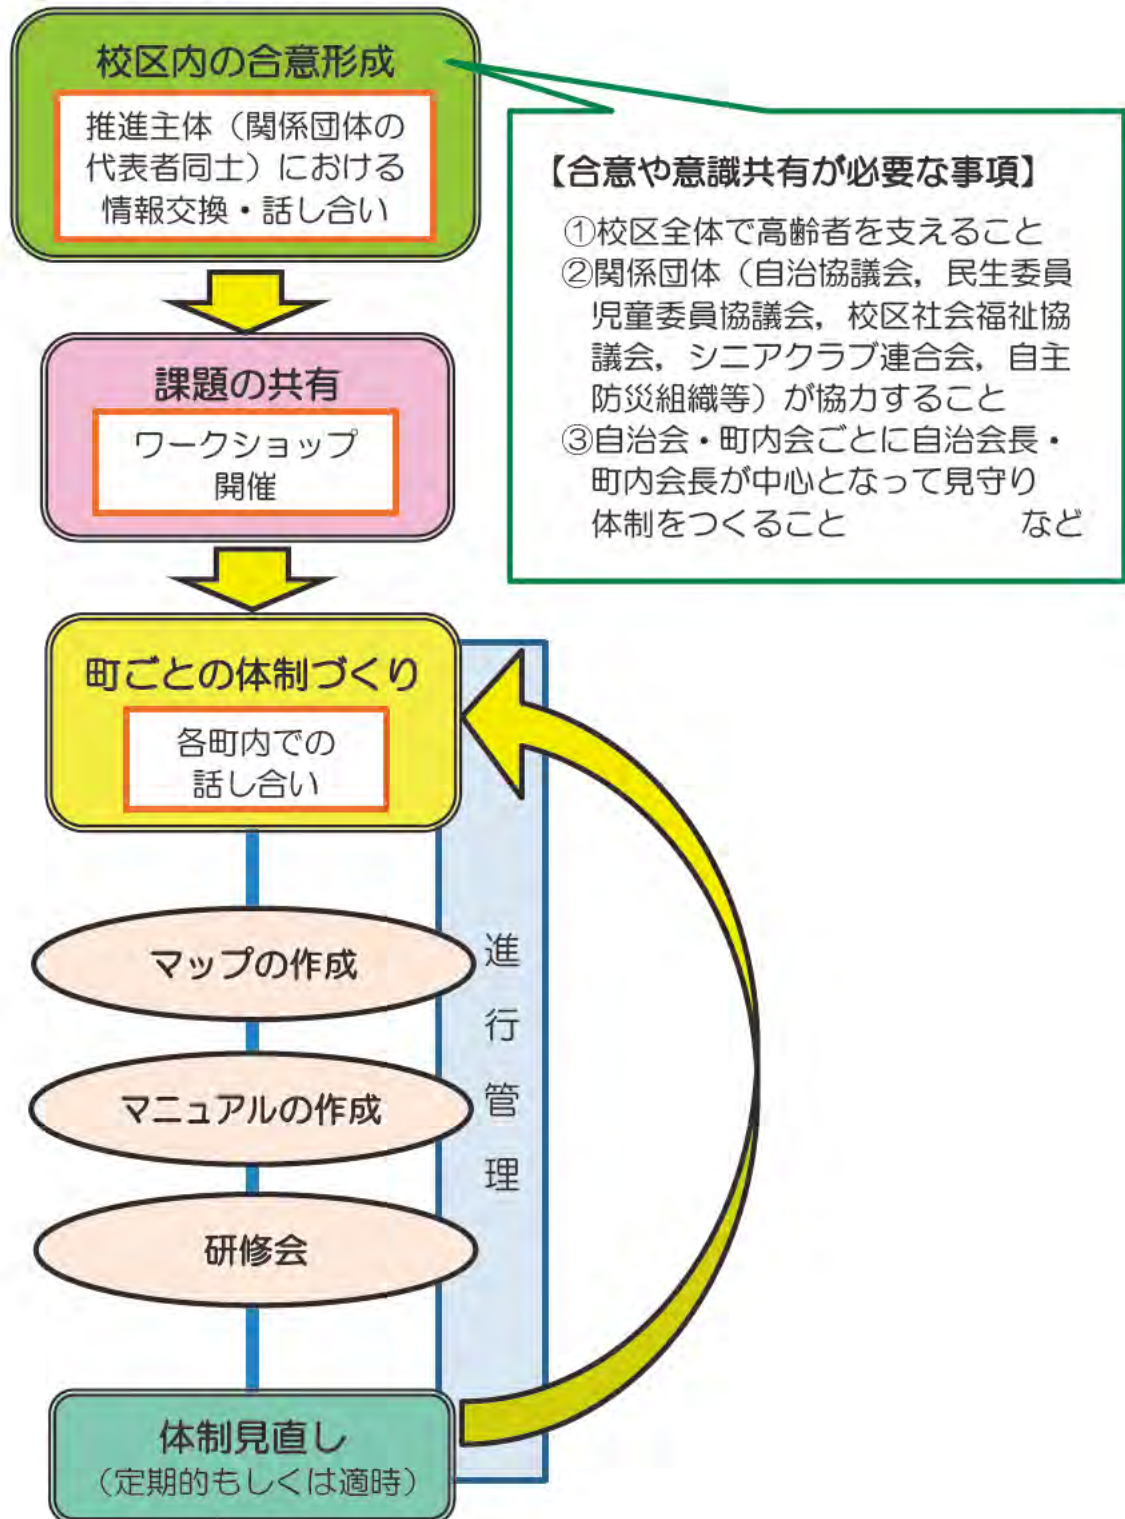 校区内の合意形成
推進主体（関係団体の
代表者同士）における
情報交換・話し合い
【合意や意識共有が必要な事項】
①校区全体で高齢者を支えること
②関係団体（自治協議会，民生委員
児童委員協議会，校区社会福祉協
議会，シニアクラブ連合会，自主
防災組織等）が協力すること
③自治会・町内会ごとに自治会長・
町内会長が中心となって見守り
体制をつくること　など
課題の共有
ワークショップ
開催
町ごとの体制づくり
各町内での
話し合い
マップの作成
マニュアルの作成
研修会
進行管理
体制見直し
（定期的もしくは適時）